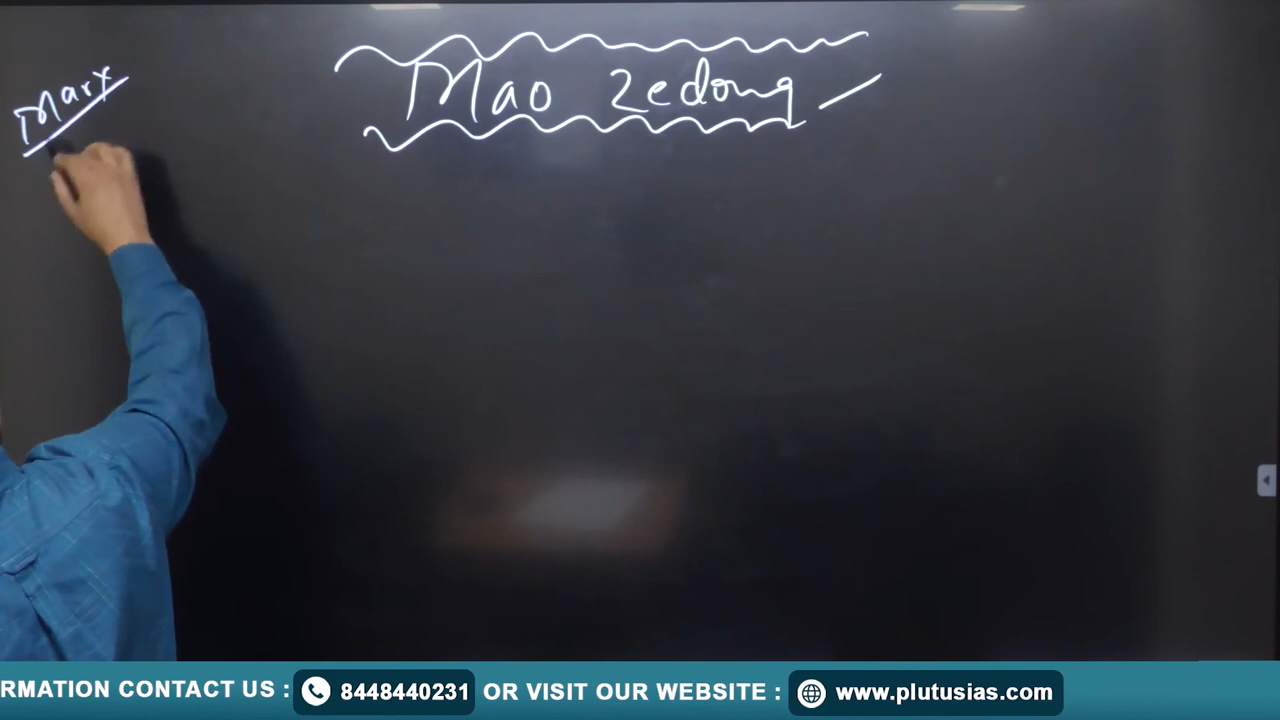 Mao Zedong
Marx
RMATION CONTACT US : 8448440231 OR VISIT OUR WEBSITE : www.plutusias.com